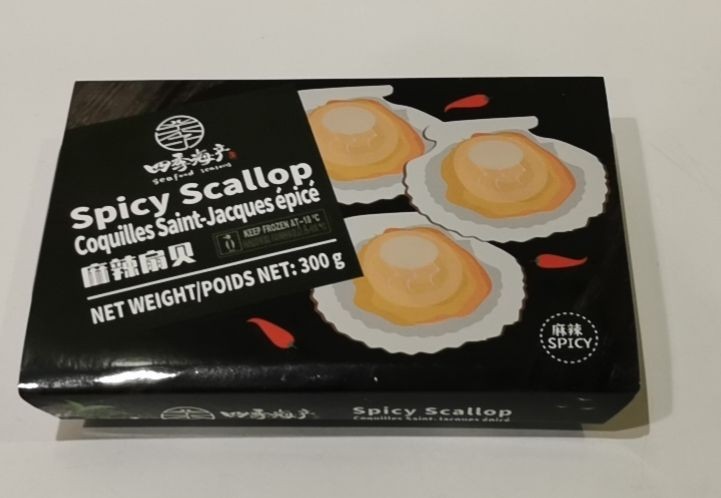 四季海产
Seafood seasons
Spicy Scallop
Coquilles Saint-Jacques épicé
KEEP FROZEN AT-18 ℃
麻辣扇贝
NET WEIGHT/POIDS NET: 300 g
麻辣
SPICY
四季海产
Spicy Scallop
Coquilles Saint-Jacques épicé